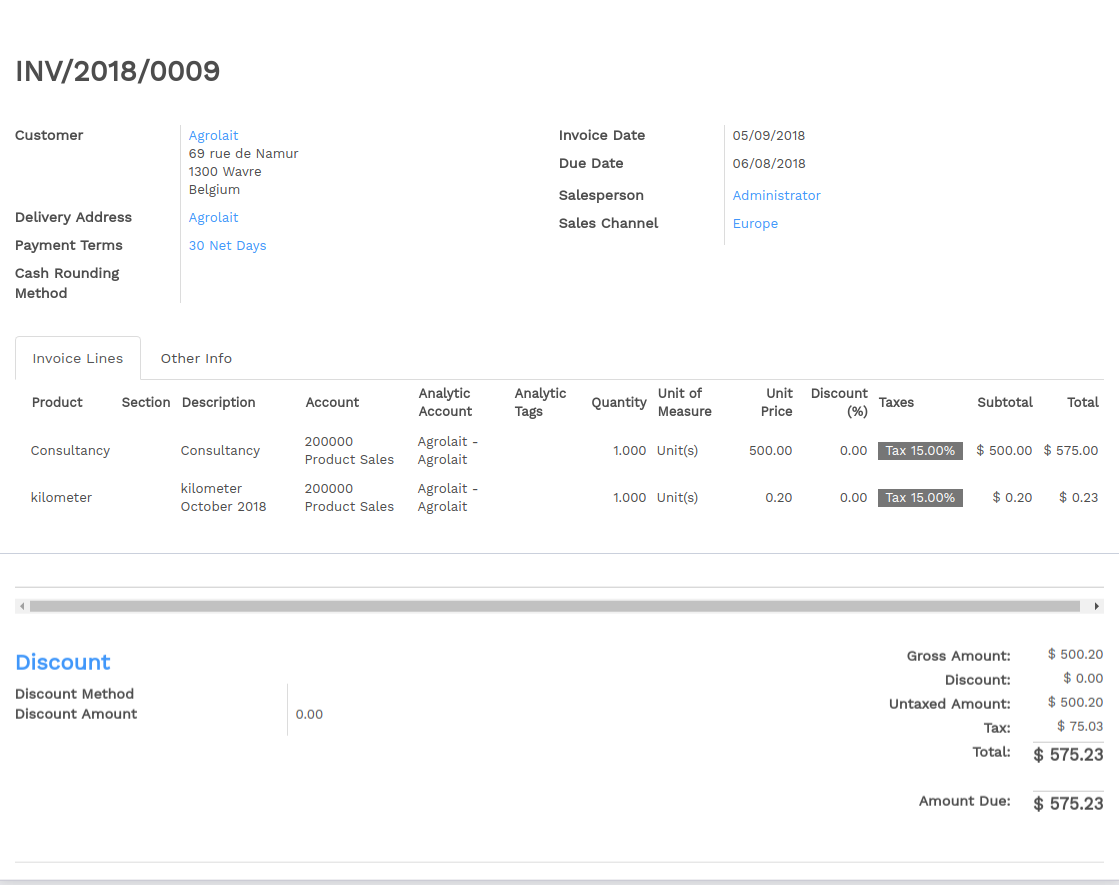 INV/2018/0009
Customer
Agrolait
69 rue de Namur
1300 Wavre
Belgium
Delivery Address
Agrolait
Payment Terms
30 Net Days
Cash Rounding
Method
Invoice Date
05/09/2018
Due Date
06/08/2018
Salesperson
Administrator
Sales Channel
Europe
Invoice Lines
Other Info
Product
Section
Description
Account
Analytic
Account
Analytic
Tags
Quantity
Unit of
Measure
Unit
Price
Discount
(%)
Taxes
Subtotal
Total
Consultancy
Consultancy
200000
Product Sales
Agrolait -
Agrolait
1.000
Unit(s)
500.00
0.00
Tax 15.00%
$ 500.00
$ 575.00
kilometer
kilometer
October 2018
200000
Product Sales
Agrolait -
Agrolait
1.000
Unit(s)
0.20
0.00
Tax 15.00%
$ 0.20
$ 0.23
Discount
Discount Method
Discount Amount
0.00
Gross Amount:
$ 500.20
Discount:
$ 0.00
Untaxed Amount:
$ 500.20
Tax:
$ 75.03
Total:
$ 575.23
Amount Due:
$ 575.23